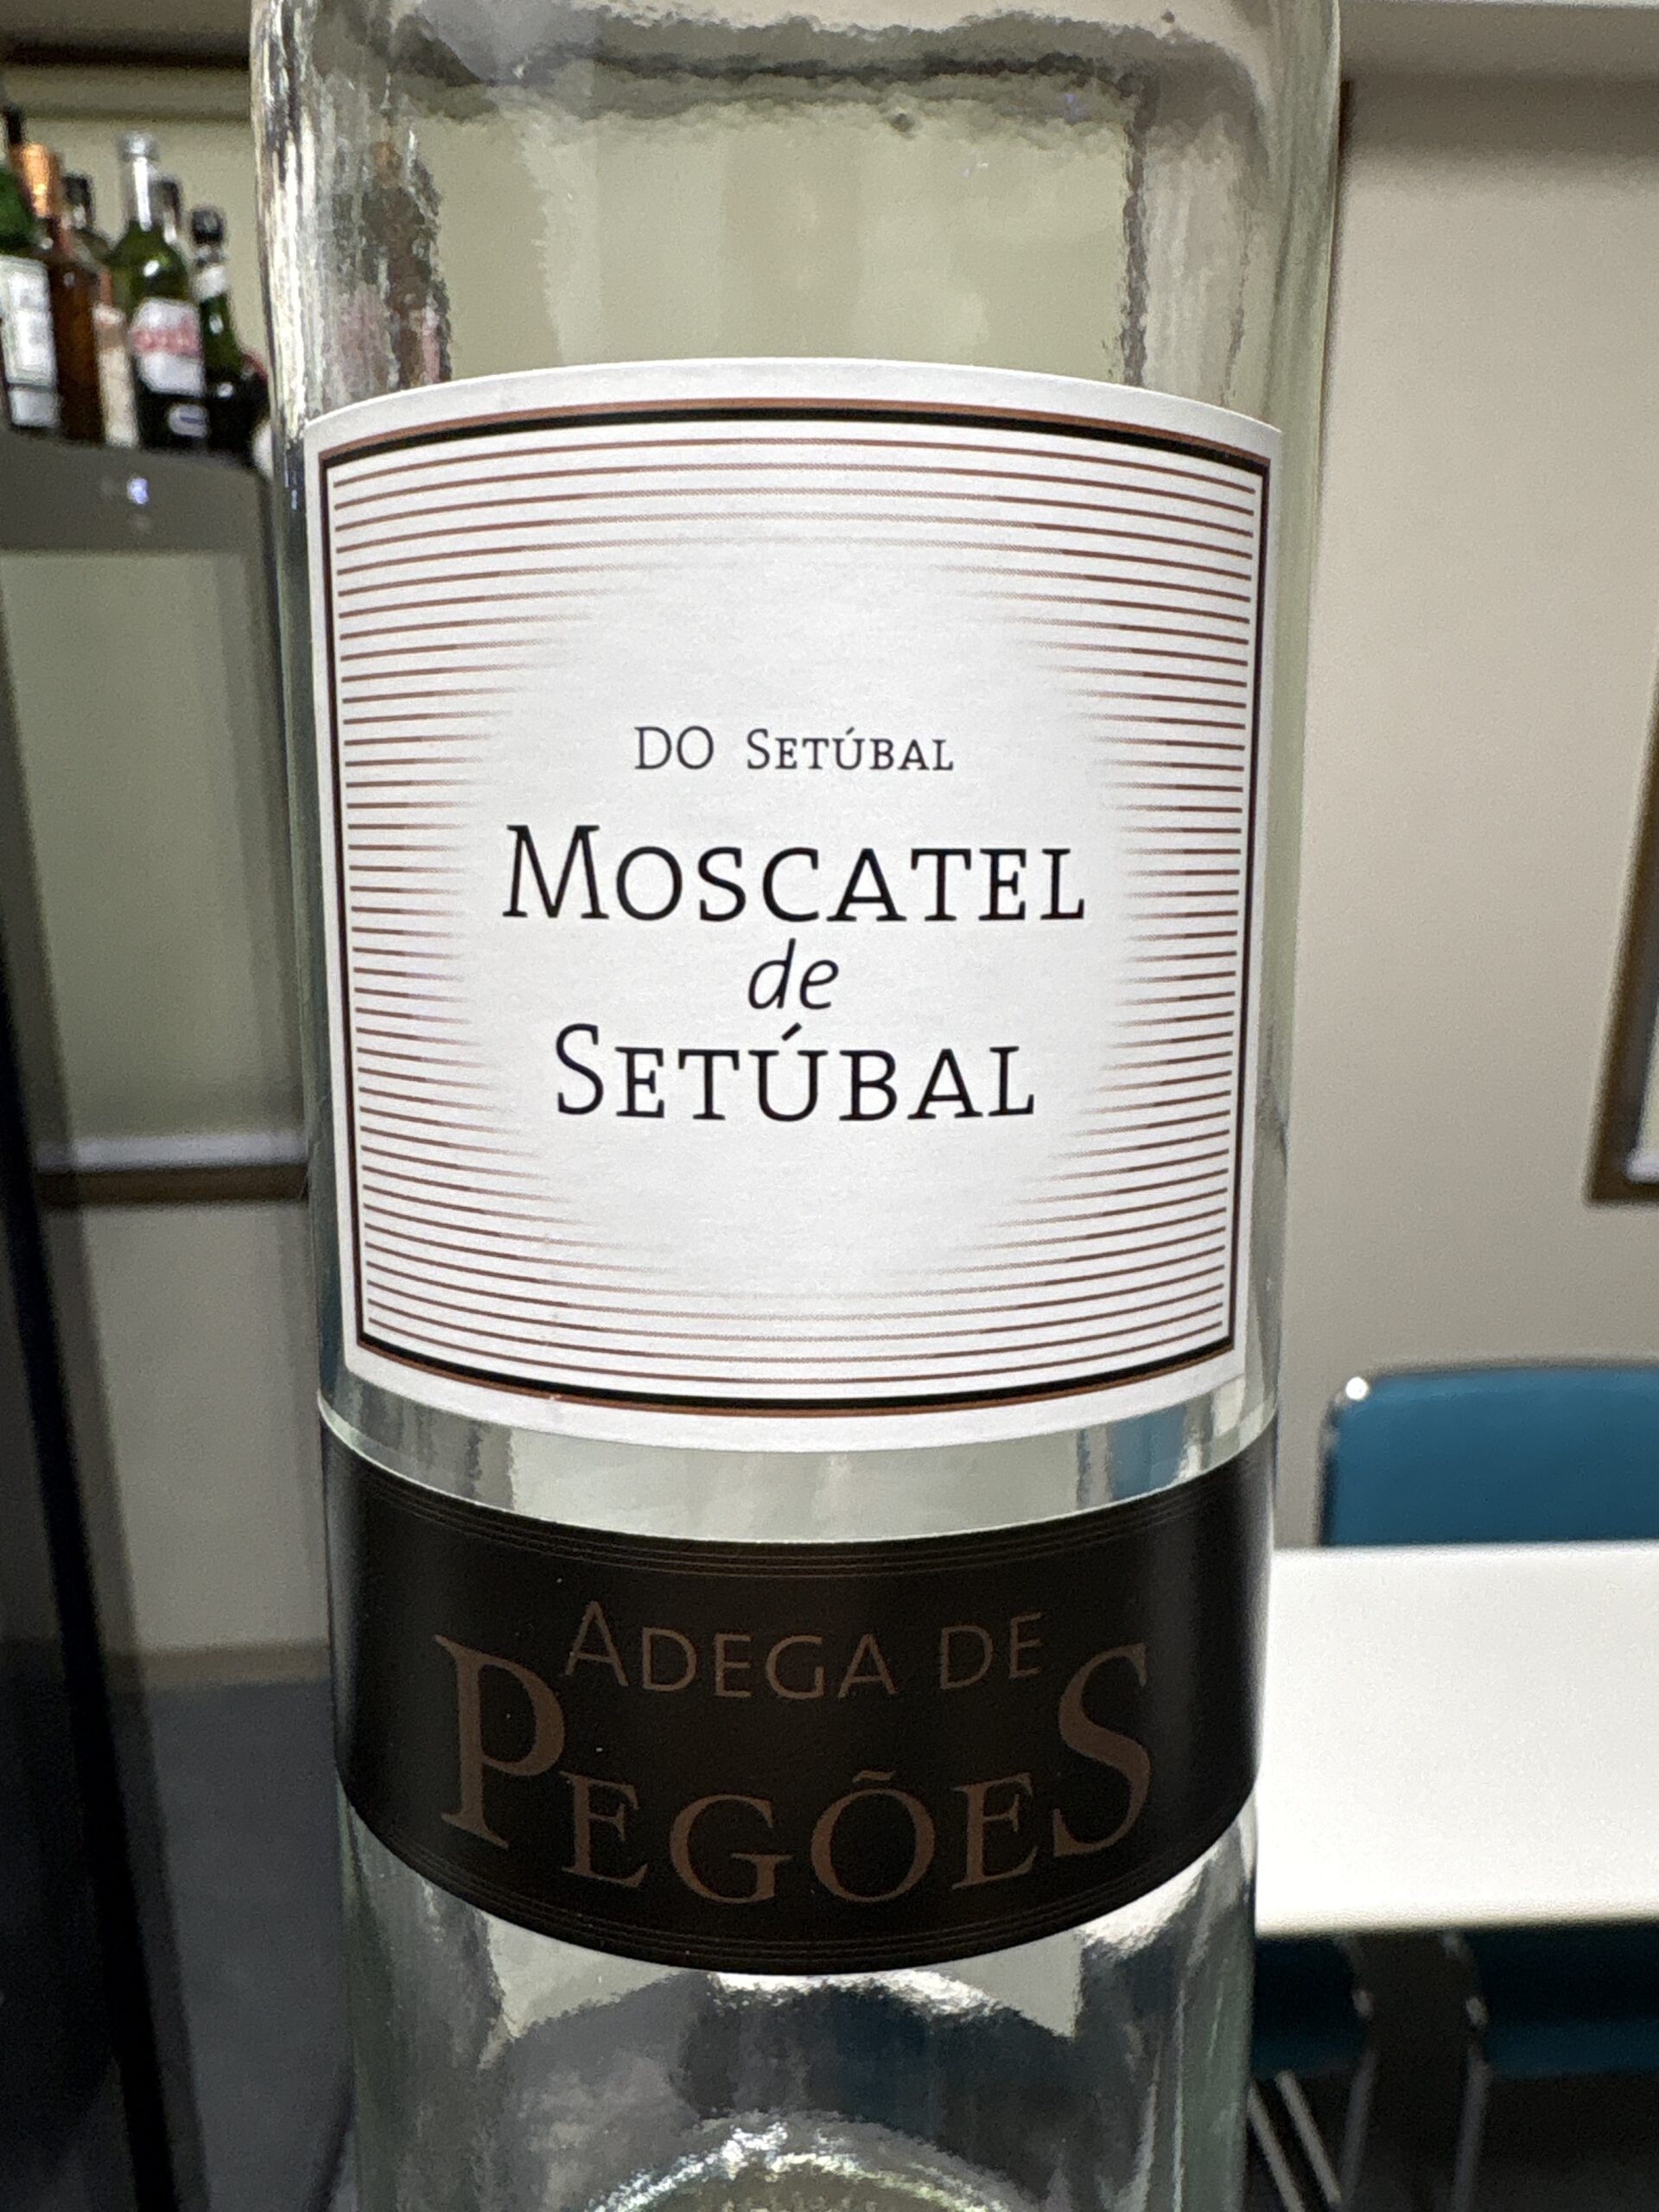 DO SETÚBAL
MOSCATEL
de
SETÚBAL
ADEGA DE
PEGÕES